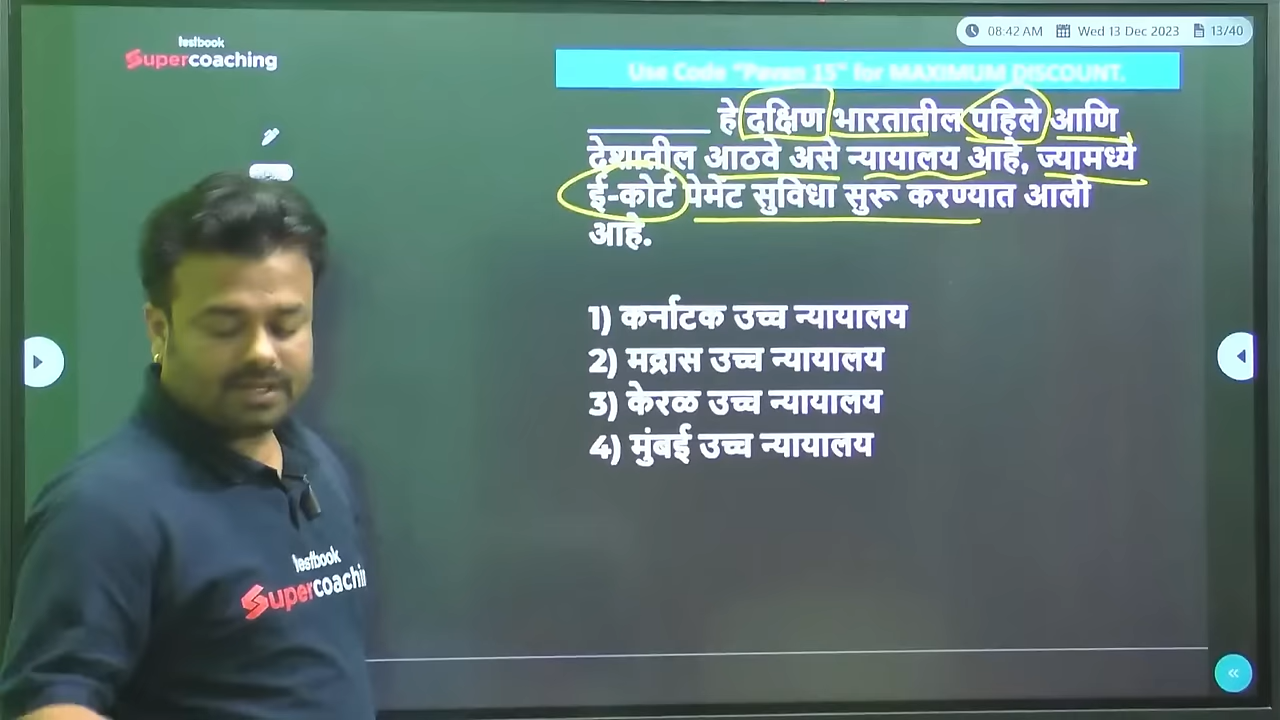 testbook
Supercoaching
08:42 AM Wed 13 Dec 2023 13/40
Use Code "Pavan 15" for MAXIMUM DISCOUNT.
________ हे दक्षिण भारतातील पहिले आणि
देशातील आठवे असे न्यायालय आहे, ज्यामध्ये
ई-कोर्ट पेमेंट सुविधा सुरू करण्यात आली
आहे.
1) कर्नाटक उच्च न्यायालय
2) मद्रास उच्च न्यायालय
3) केरळ उच्च न्यायालय
4) मुंबई उच्च न्यायालय
testbook
Supercoachin